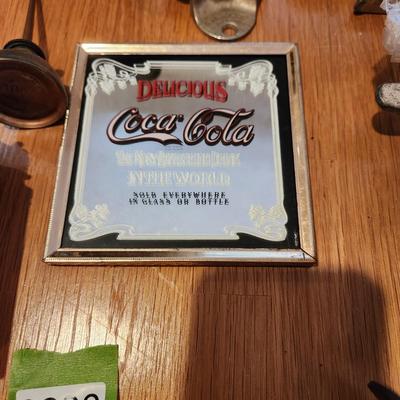 DELICIOUS
Coca-Cola
THE MOST REFRESHING DRINK
IN THE WORLD
SOLD EVERYWHERE
IN GLASS OR BOTTLE